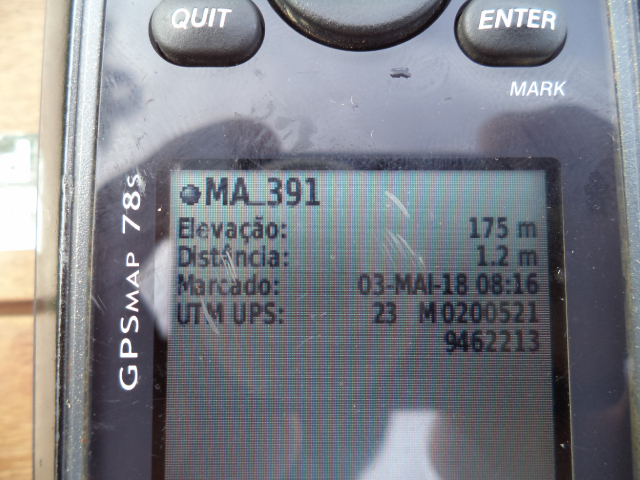 QUIT
ENTER
MARK
GPSMAP 78s
MA_391
Elevação: 175 m
Distância: 1.2 m
Marcado: 03-MAI-18 08:16
UTM UPS: 23 M 0200521
9462213